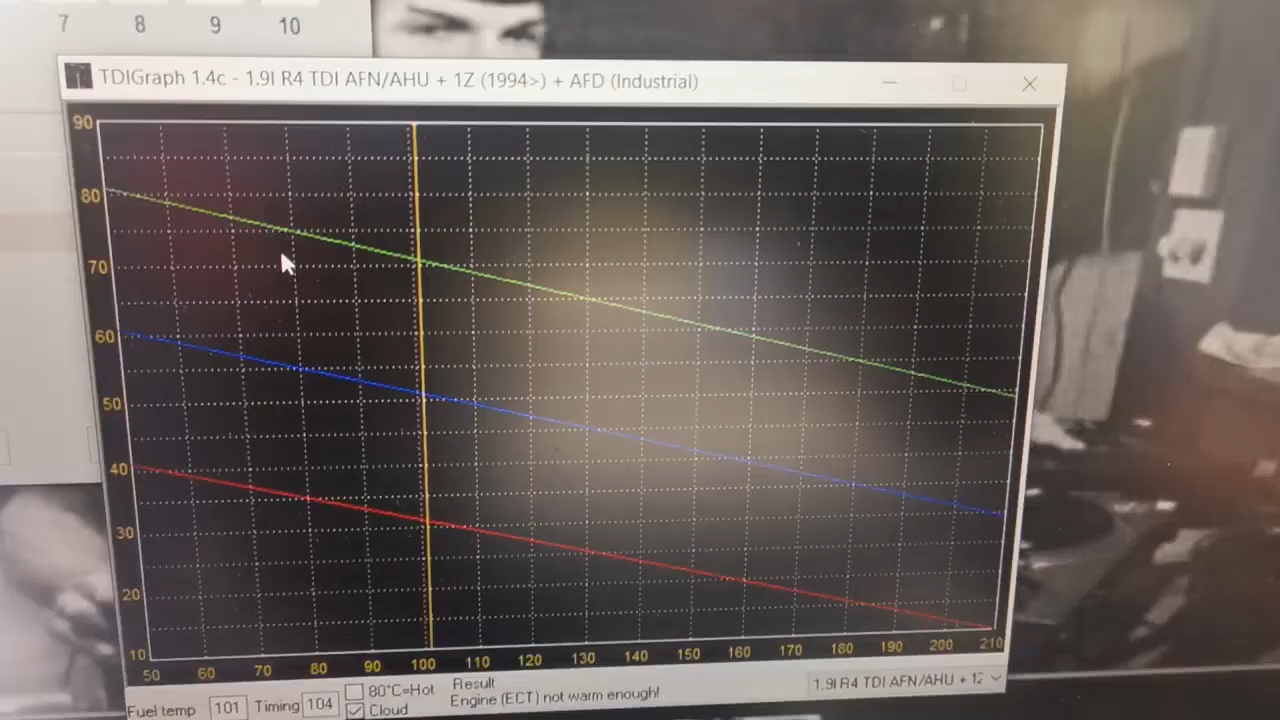 7 8 9 10
TDIGraph 1.4c - 1.9l R4 TDI AFN/AHU + 1Z (1994>) + AFD (Industrial)
90
80
70
60
50
40
30
20
10
50 60 70 80 90 100 110 120 130 140 150 160 170 180 190 200 210
Fuel temp 101 Timing 104
80°C=Hot
Cloud
Result
Engine (ECT) not warm enough!
1.9l R4 TDI AFN/AHU + 1Z